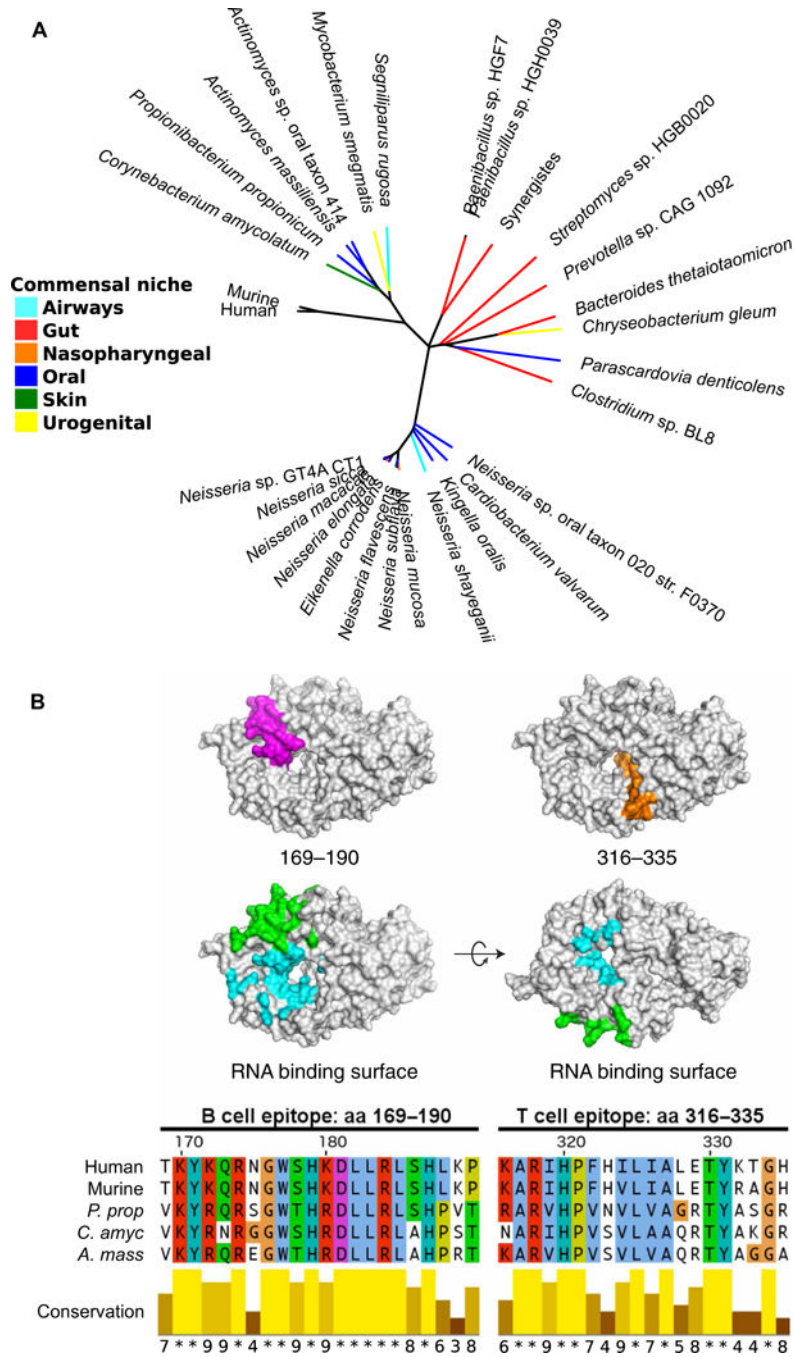 A
Actinomyces sp. oral taxon 414
Mycobacterium smegmatis
Segniliparus rugosa
Actinomyces massiliensis
Propionibacterium propionicum
Corynebacterium amycolatum
Paenibacillus sp. HGF7
Paenibacillus sp. HGH0039
Synergistes
Streptomyces sp. HGB0020
Prevotella sp. CAG 1092
Bacteroides thetaiotaomicron
Chryseobacterium gleum
Parascardovia denticolens
Clostridium sp. BL8
Murine
Human
Commensal niche
Airways
Gut
Nasopharyngeal
Oral
Skin
Urogenital
Neisseria sp. GT4A CT1
Neisseria sicca
Neisseria macacae
Neisseria elongata
Eikenella corrodens
Neisseria flavescens
Neisseria subflava
Neisseria mucosa
Neisseria shayeganii
Kingella oralis
Cardiobacterium valvarum
Neisseria sp. oral taxon 020 str. F0370
B
169–190 316–335
RNA binding surface RNA binding surface
B cell epitope: aa 169–190 T cell epitope: aa 316–335
170 180 320 330
Human TKYKQRNGWSHKDLLRLSHLKP KARIHPFHILIALETYKTGH
Murine TKYKQRNGWSHKDLLRLSHLKP KARIHPFHVLIALETYRAGH
P. prop VKYRQRSGWTHRDLLRLSHPVT RARVHPVNVLIAGRTYASGR
C. amyc VKYRNRGGWSHRDLLRLAHPST NARIHPVSVLAAQRTYAKGR
A. mass VKYRQREGWTHRDLLRLAHPRT KARVHPVSVLVAQRTYAGGA
Conservation
7**99*4**9*9*****8*638 6**9**749*7*58**44*8